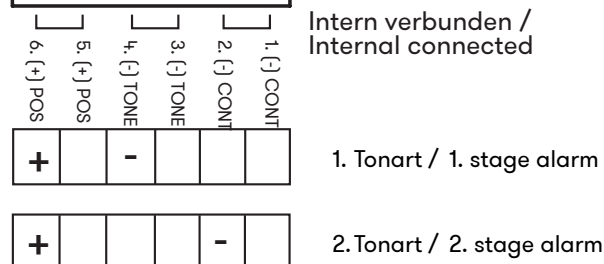 Intern verbunden /
Internal connected
6. (+) POS
5. (+) POS
4. (-) TONE
3. (-) TONE
2. (-) CONT
1. (-) CONT
+ -
1. Tonart / 1. stage alarm
+ -
2. Tonart / 2. stage alarm